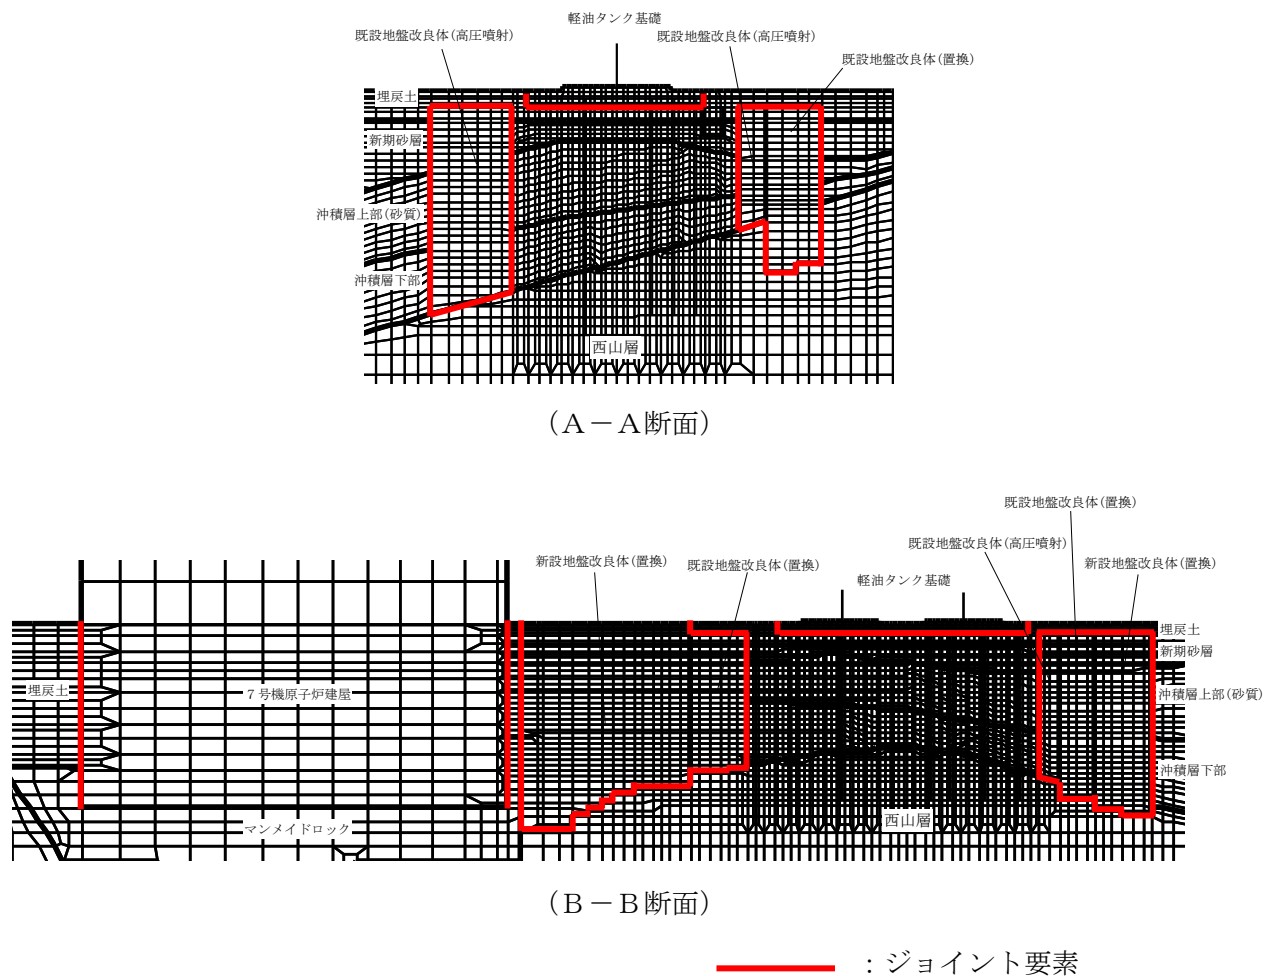 軽油タンク基礎
既設地盤改良体(高圧噴射)
既設地盤改良体(高圧噴射)
既設地盤改良体(置換)
埋戻土
新期砂層
沖積層上部(砂質)
沖積層下部
西山層
（Ａ－Ａ断面）
既設地盤改良体(置換)
既設地盤改良体(高圧噴射)
新設地盤改良体(置換)
既設地盤改良体(置換)
新設地盤改良体(置換)
軽油タンク基礎
埋戻土
新期砂層
埋戻土
７号機原子炉建屋
沖積層上部(砂質)
沖積層下部
マンメイドロック
西山層
（Ｂ－Ｂ断面）
：ジョイント要素